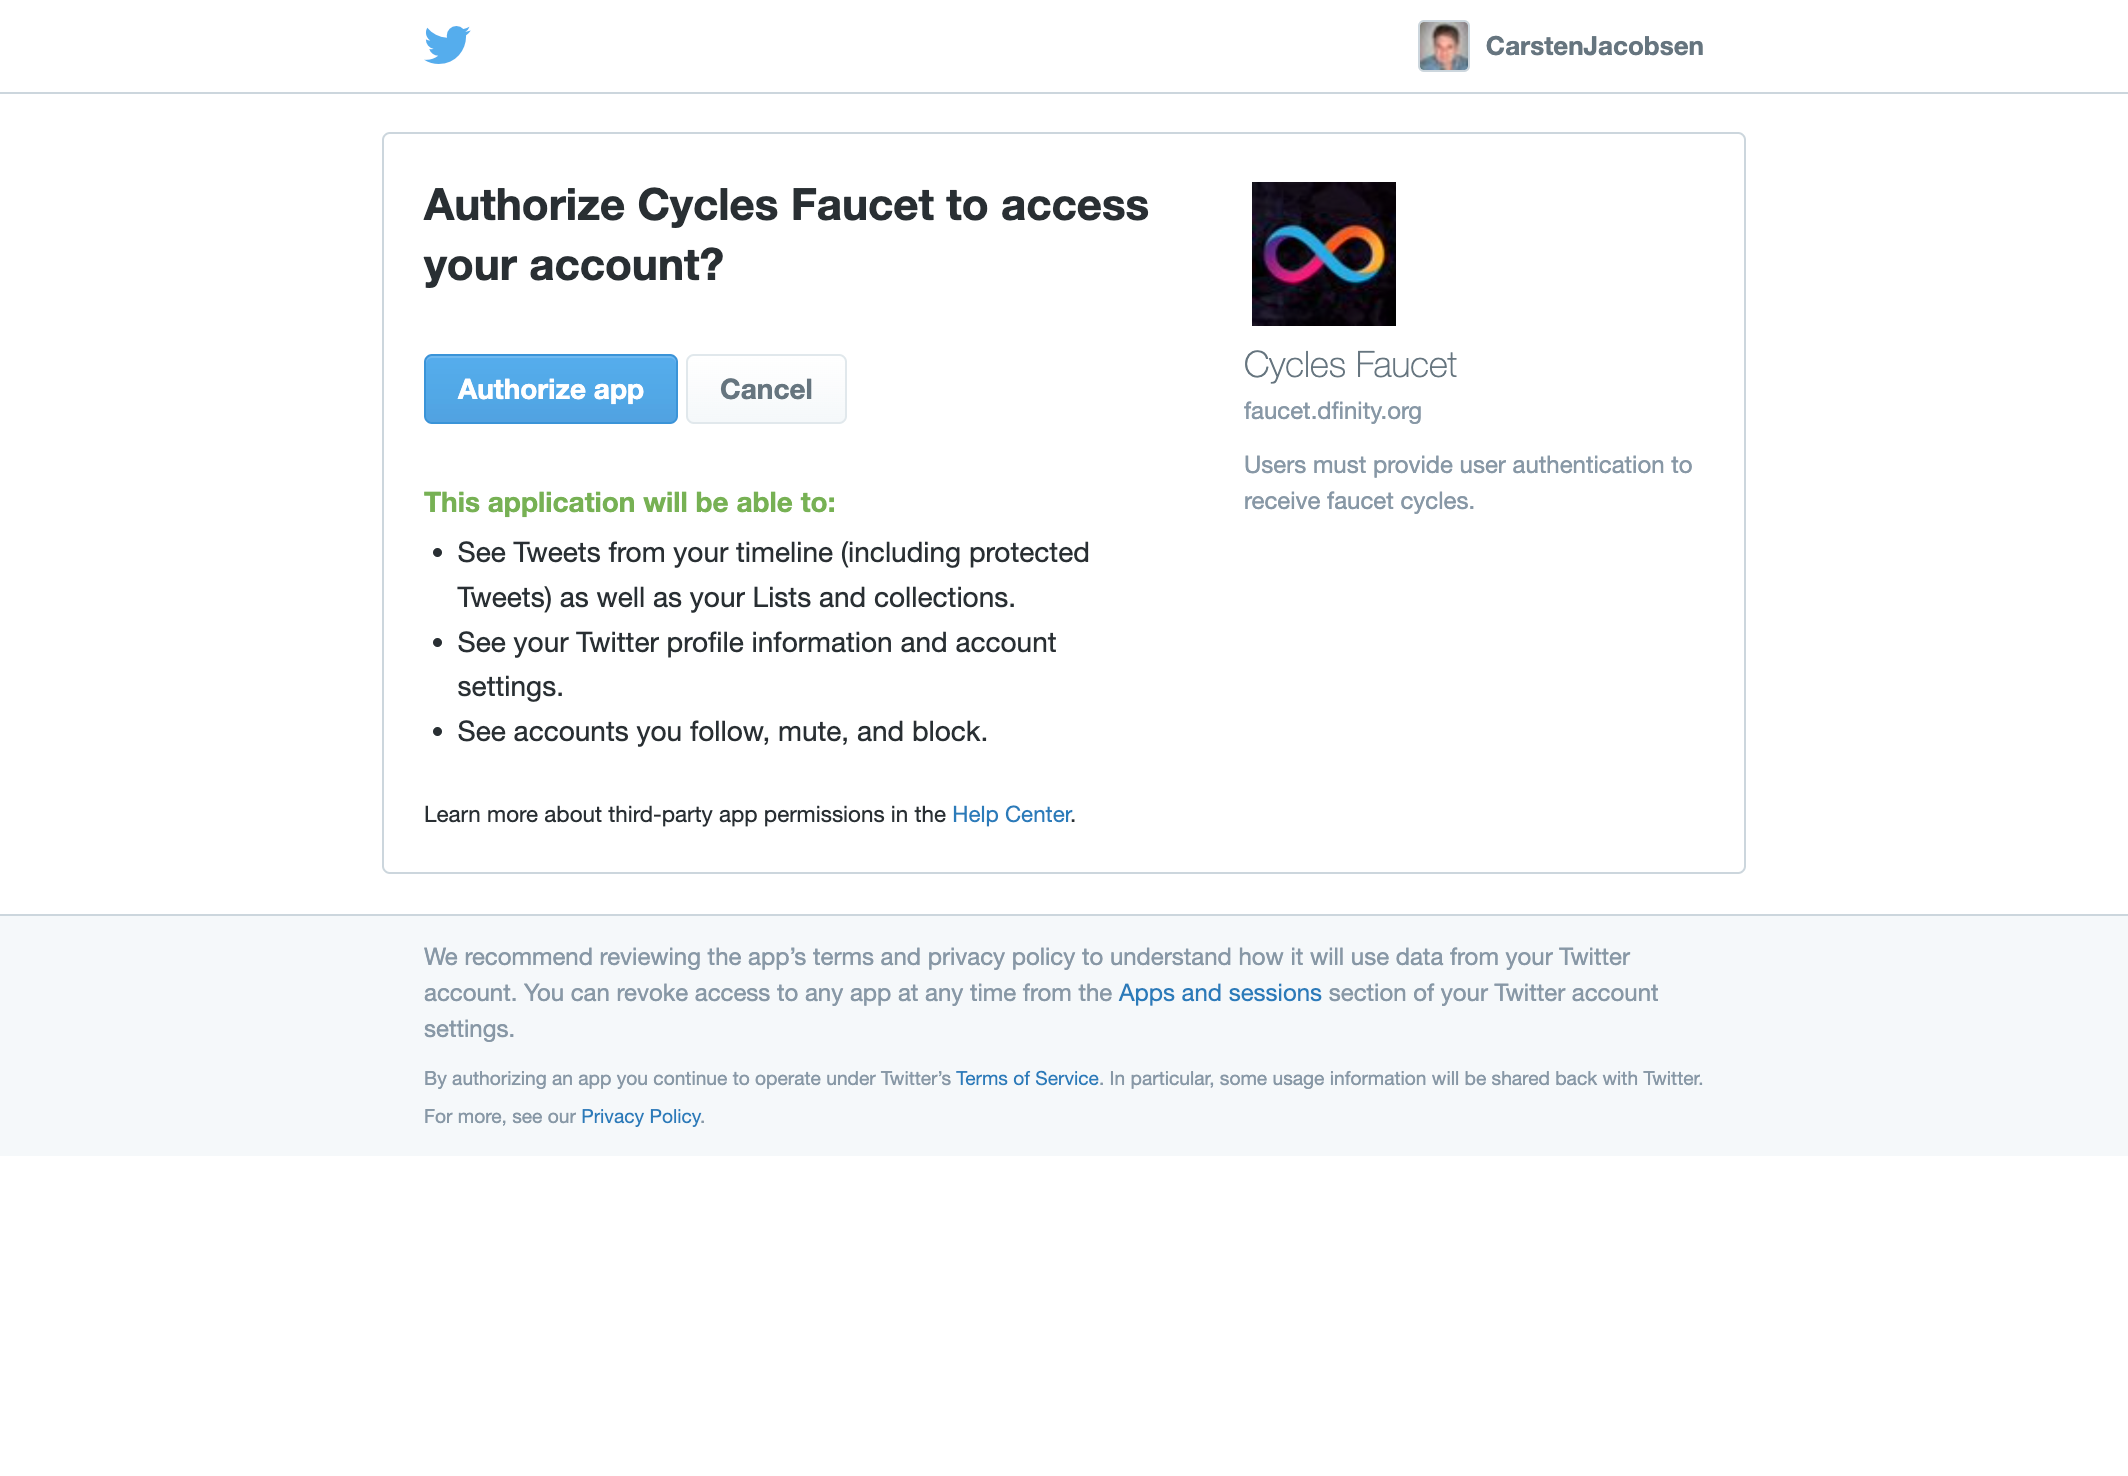 CarstenJacobsen
Authorize Cycles Faucet to access
your account?
Authorize app
Cancel
This application will be able to:
• See Tweets from your timeline (including protected
Tweets) as well as your Lists and collections.
• See your Twitter profile information and account
settings.
• See accounts you follow, mute, and block.
Learn more about third-party app permissions in the Help Center.
Cycles Faucet
faucet.dfinity.org
Users must provide user authentication to
receive faucet cycles.
We recommend reviewing the app’s terms and privacy policy to understand how it will use data from your Twitter
account. You can revoke access to any app at any time from the Apps and sessions section of your Twitter account
settings.
By authorizing an app you continue to operate under Twitter’s Terms of Service. In particular, some usage information will be shared back with Twitter.
For more, see our Privacy Policy.